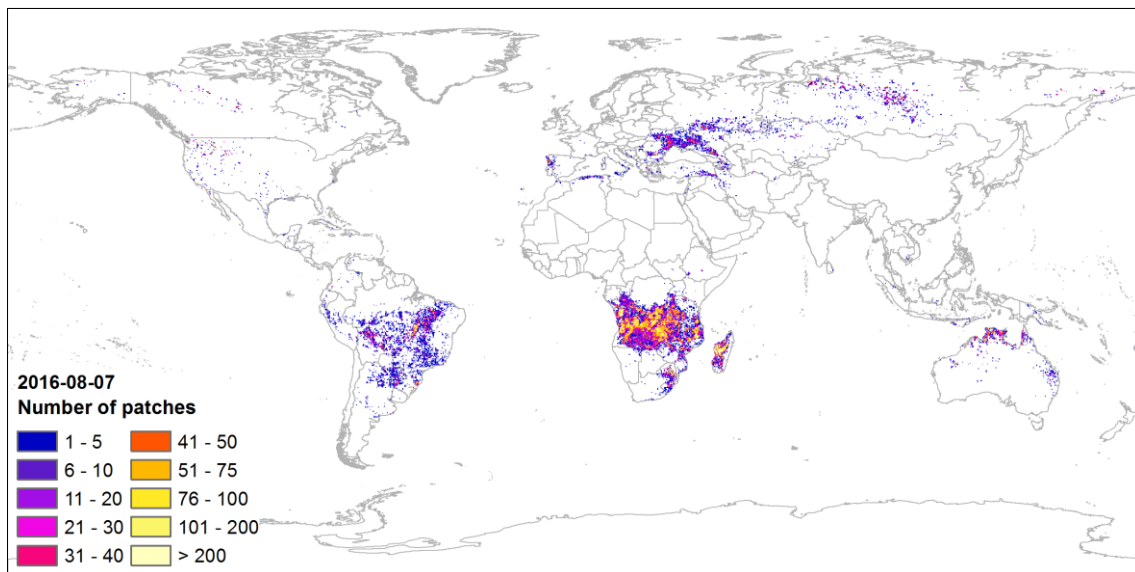 2016-08-07
Number of patches
1 - 5 41 - 50
6 - 10 51 - 75
11 - 20 76 - 100
21 - 30 101 - 200
31 - 40 > 200